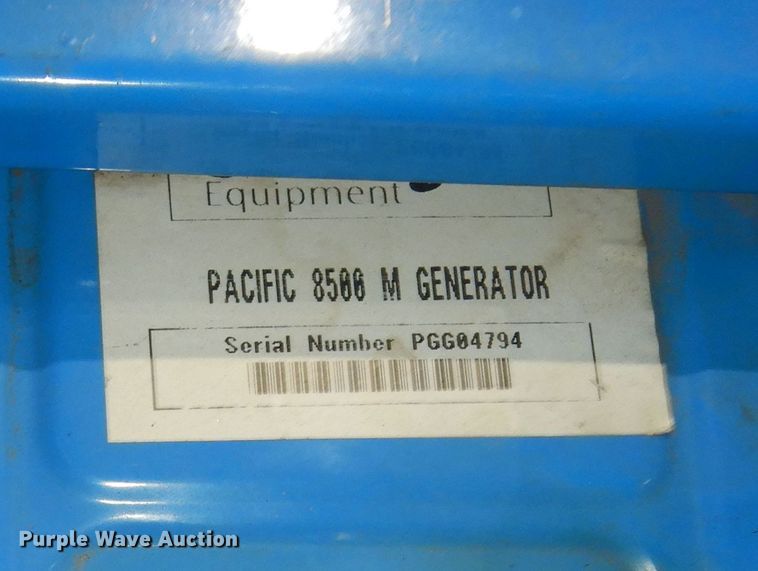 Equipment
PACIFIC 8500 M GENERATOR
Serial Number PGG04794
Purple Wave Auction